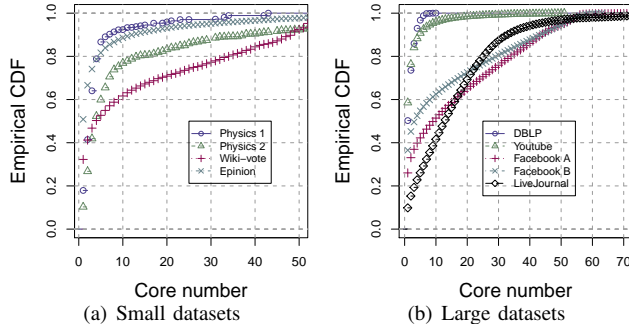 Empirical CDF
1.0
0.8
0.6
0.4
0.2
0.0
Physics 1
Physics 2
Wiki−vote
Epinion
0 10 20 30 40 50
Core number
(a) Small datasets
Empirical CDF
1.0
0.8
0.6
0.4
0.2
0.0
DBLP
Youtube
Facebook A
Facebook B
LiveJournal
0 10 20 30 40 50 60 70
Core number
(b) Large datasets